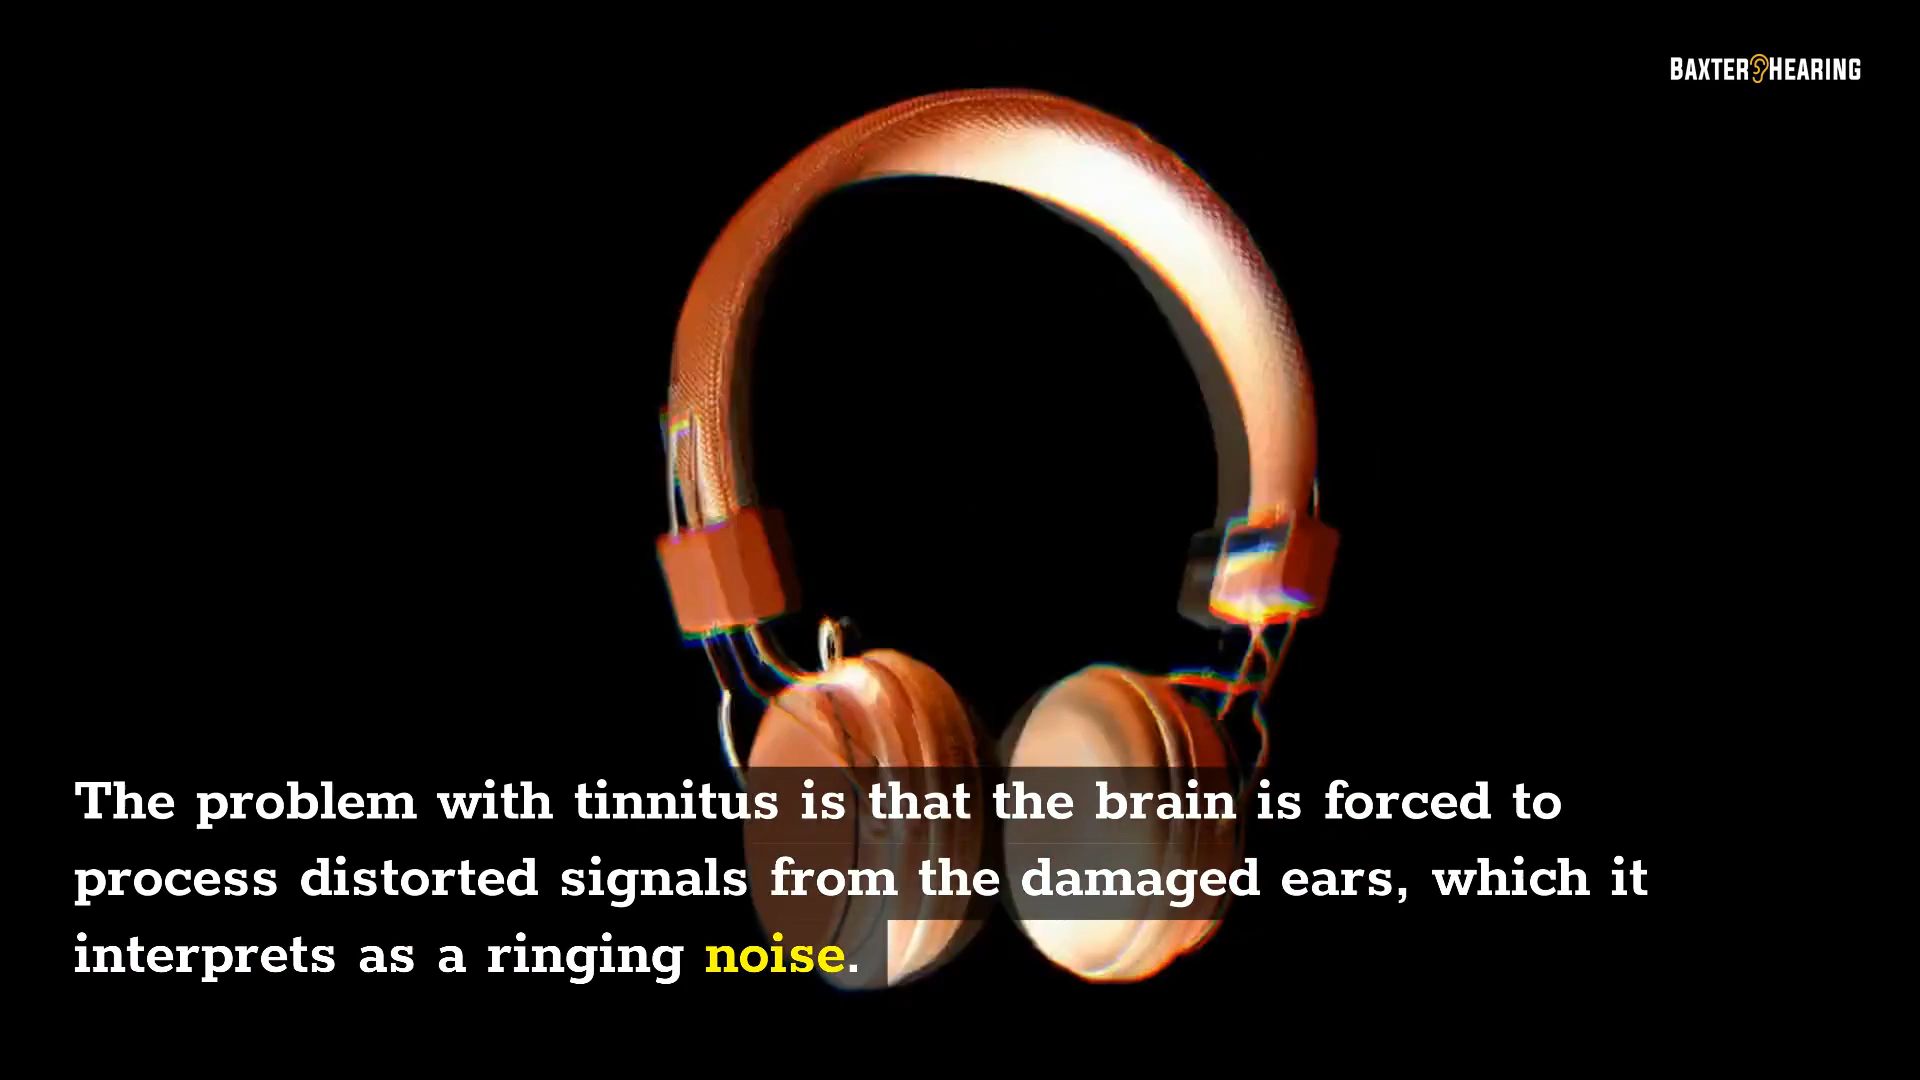 BAXTER HEARING
The problem with tinnitus is that the brain is forced to
process distorted signals from the damaged ears, which it
interprets as a ringing noise.